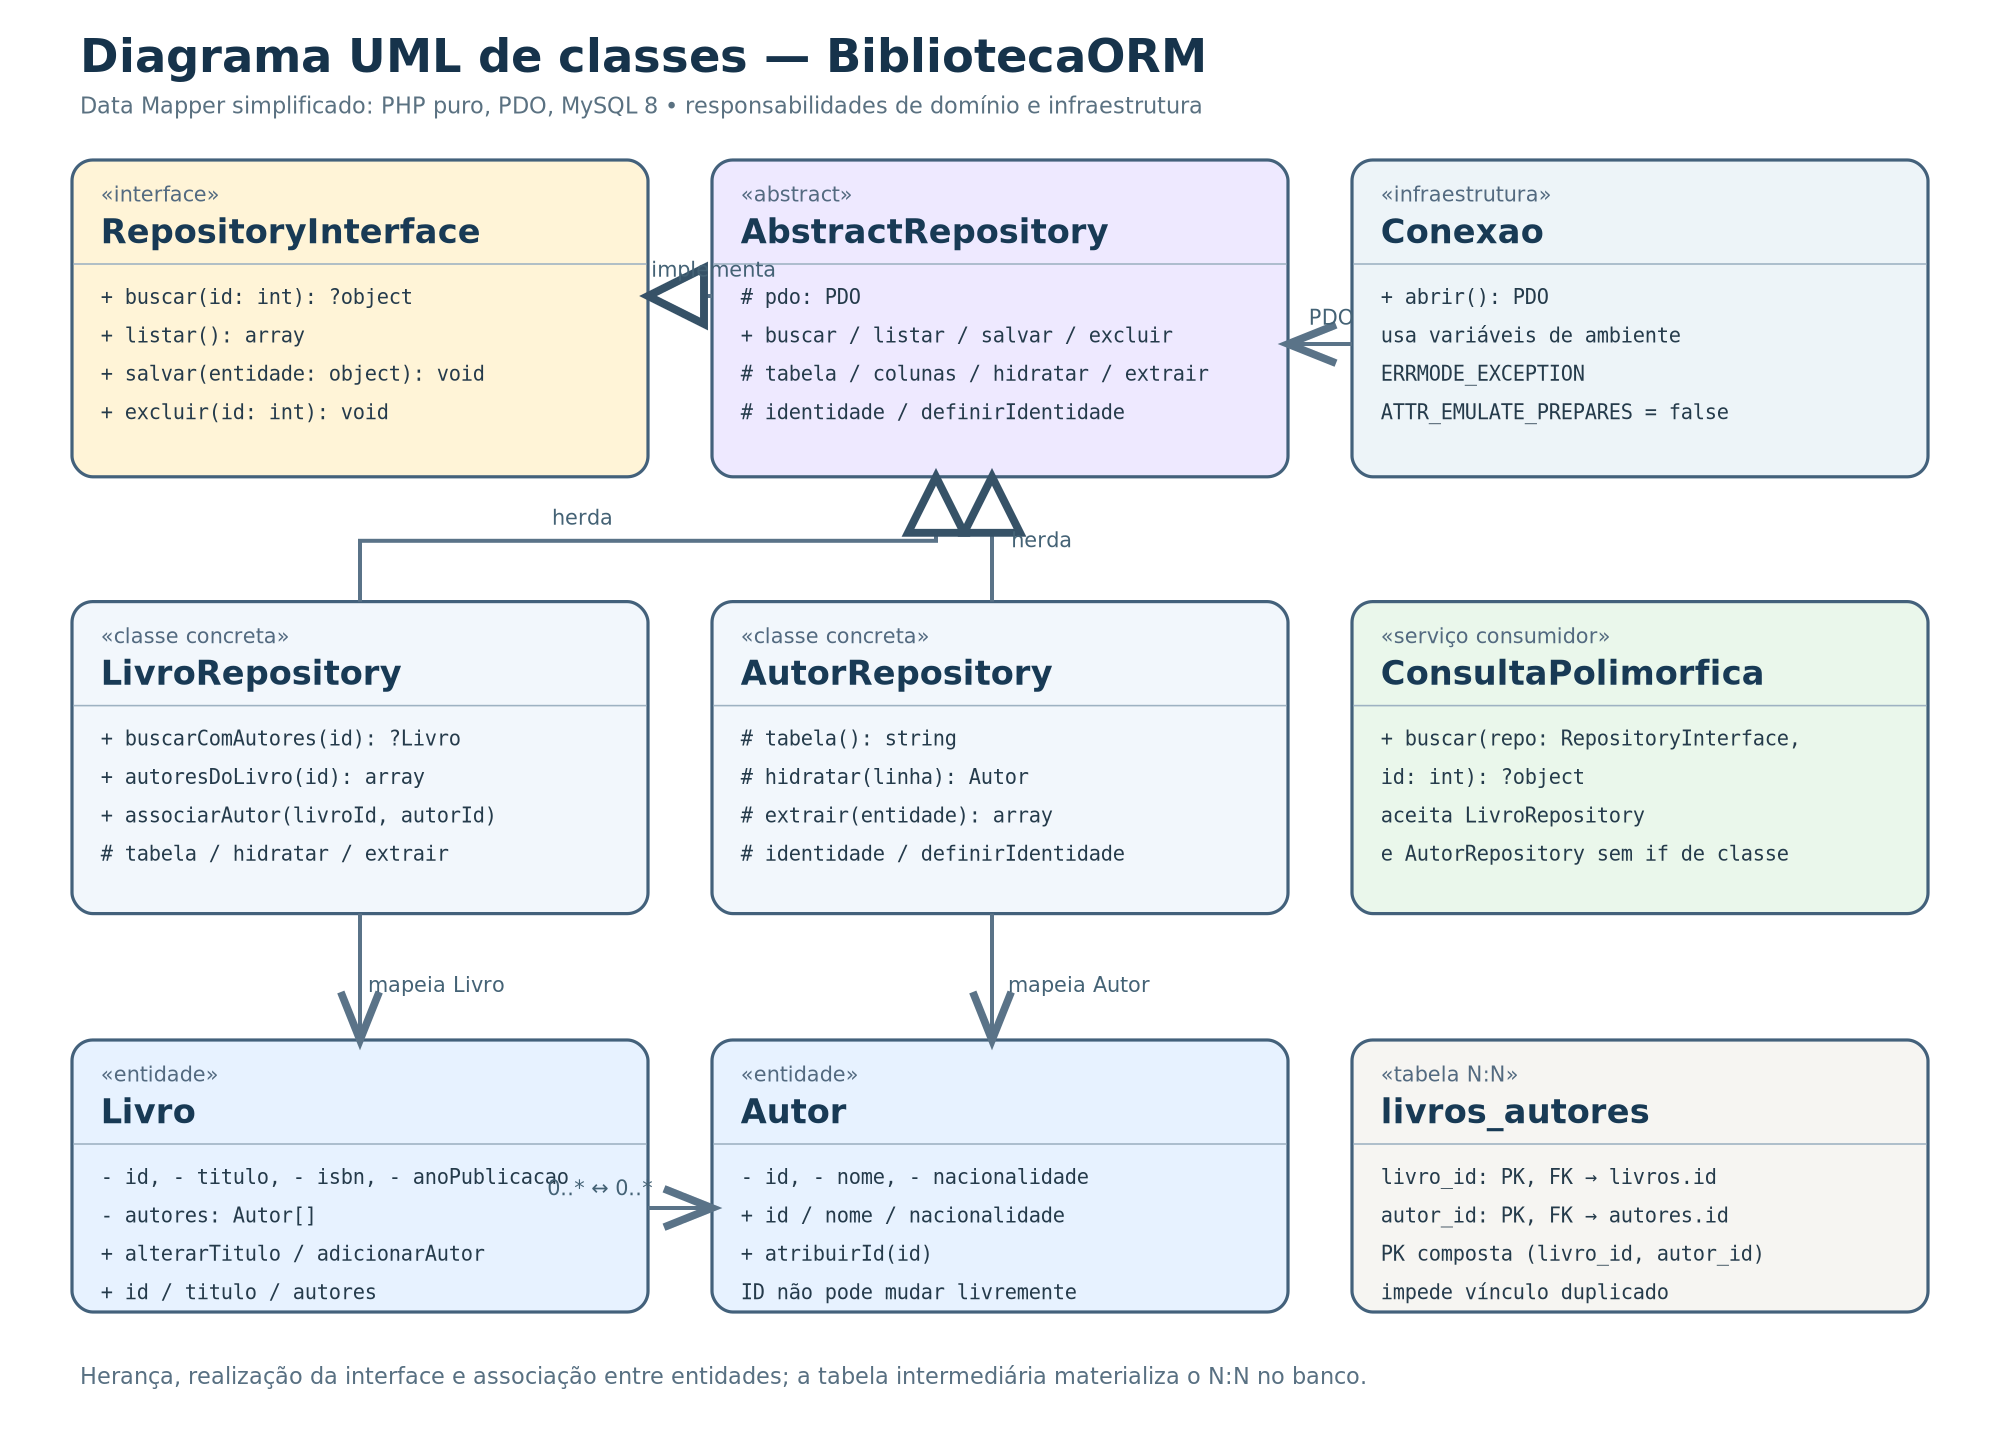 Diagrama UML de classes — BibliotecaORM
Data Mapper simplificado: PHP puro, PDO, MySQL 8 • responsabilidades de domínio e infraestrutura
«interface»
RepositoryInterface
+ buscar(id: int): ?object
+ listar(): array
+ salvar(entidade: object): void
+ excluir(id: int): void
implementa
«abstract»
AbstractRepository
# pdo: PDO
+ buscar / listar / salvar / excluir
# tabela / colunas / hidratar / extrair
# identidade / definirIdentidade
PDO
«infraestrutura»
Conexao
+ abrir(): PDO
usa variáveis de ambiente
ERRMODE_EXCEPTION
ATTR_EMULATE_PREPARES = false
herda
herda
«classe concreta»
LivroRepository
+ buscarComAutores(id): ?Livro
+ autoresDoLivro(id): array
+ associarAutor(livroId, autorId)
# tabela / hidratar / extrair
«classe concreta»
AutorRepository
# tabela(): string
# hidratar(linha): Autor
# extrair(entidade): array
# identidade / definirIdentidade
«serviço consumidor»
ConsultaPolimorfica
+ buscar(repo: RepositoryInterface,
id: int): ?object
aceita LivroRepository
e AutorRepository sem if de classe
mapeia Livro
mapeia Autor
«entidade»
Livro
- id, - titulo, - isbn, - anoPublicacao
- autores: Autor[]
+ alterarTitulo / adicionarAutor
+ id / titulo / autores
0..* ↔ 0..*
«entidade»
Autor
- id, - nome, - nacionalidade
+ id / nome / nacionalidade
+ atribuirId(id)
ID não pode mudar livremente
«tabela N:N»
livros_autores
livro_id: PK, FK → livros.id
autor_id: PK, FK → autores.id
PK composta (livro_id, autor_id)
impede vínculo duplicado
Herança, realização da interface e associação entre entidades; a tabela intermediária materializa o N:N no banco.